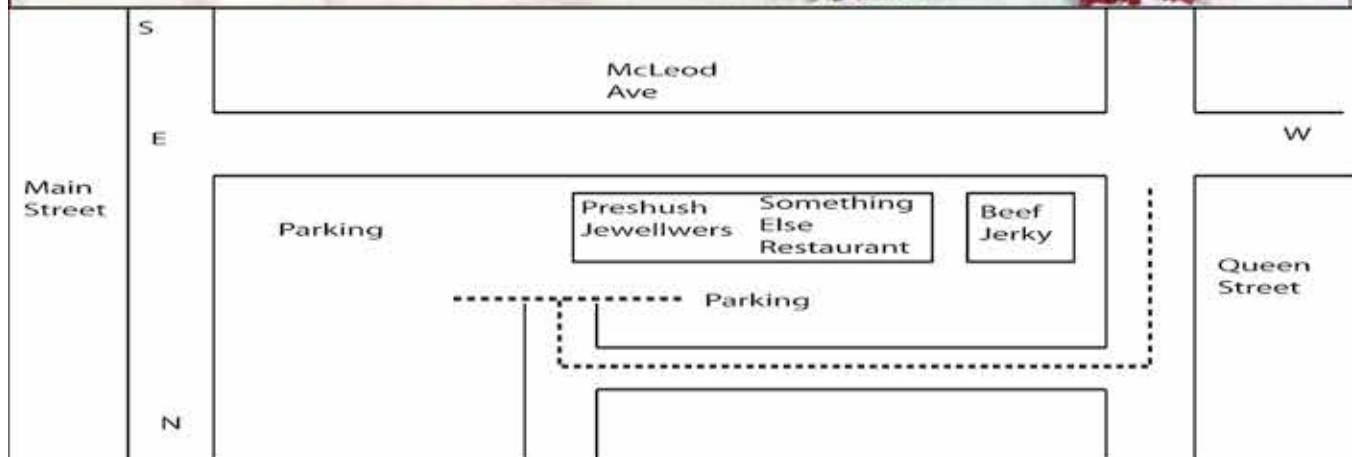 S
McLeod
Ave
E
W
Main
Street
Parking
Preshush
Jewellwers
Something
Else
Restaurant
Beef
Jerky
Queen
Street
Parking
N